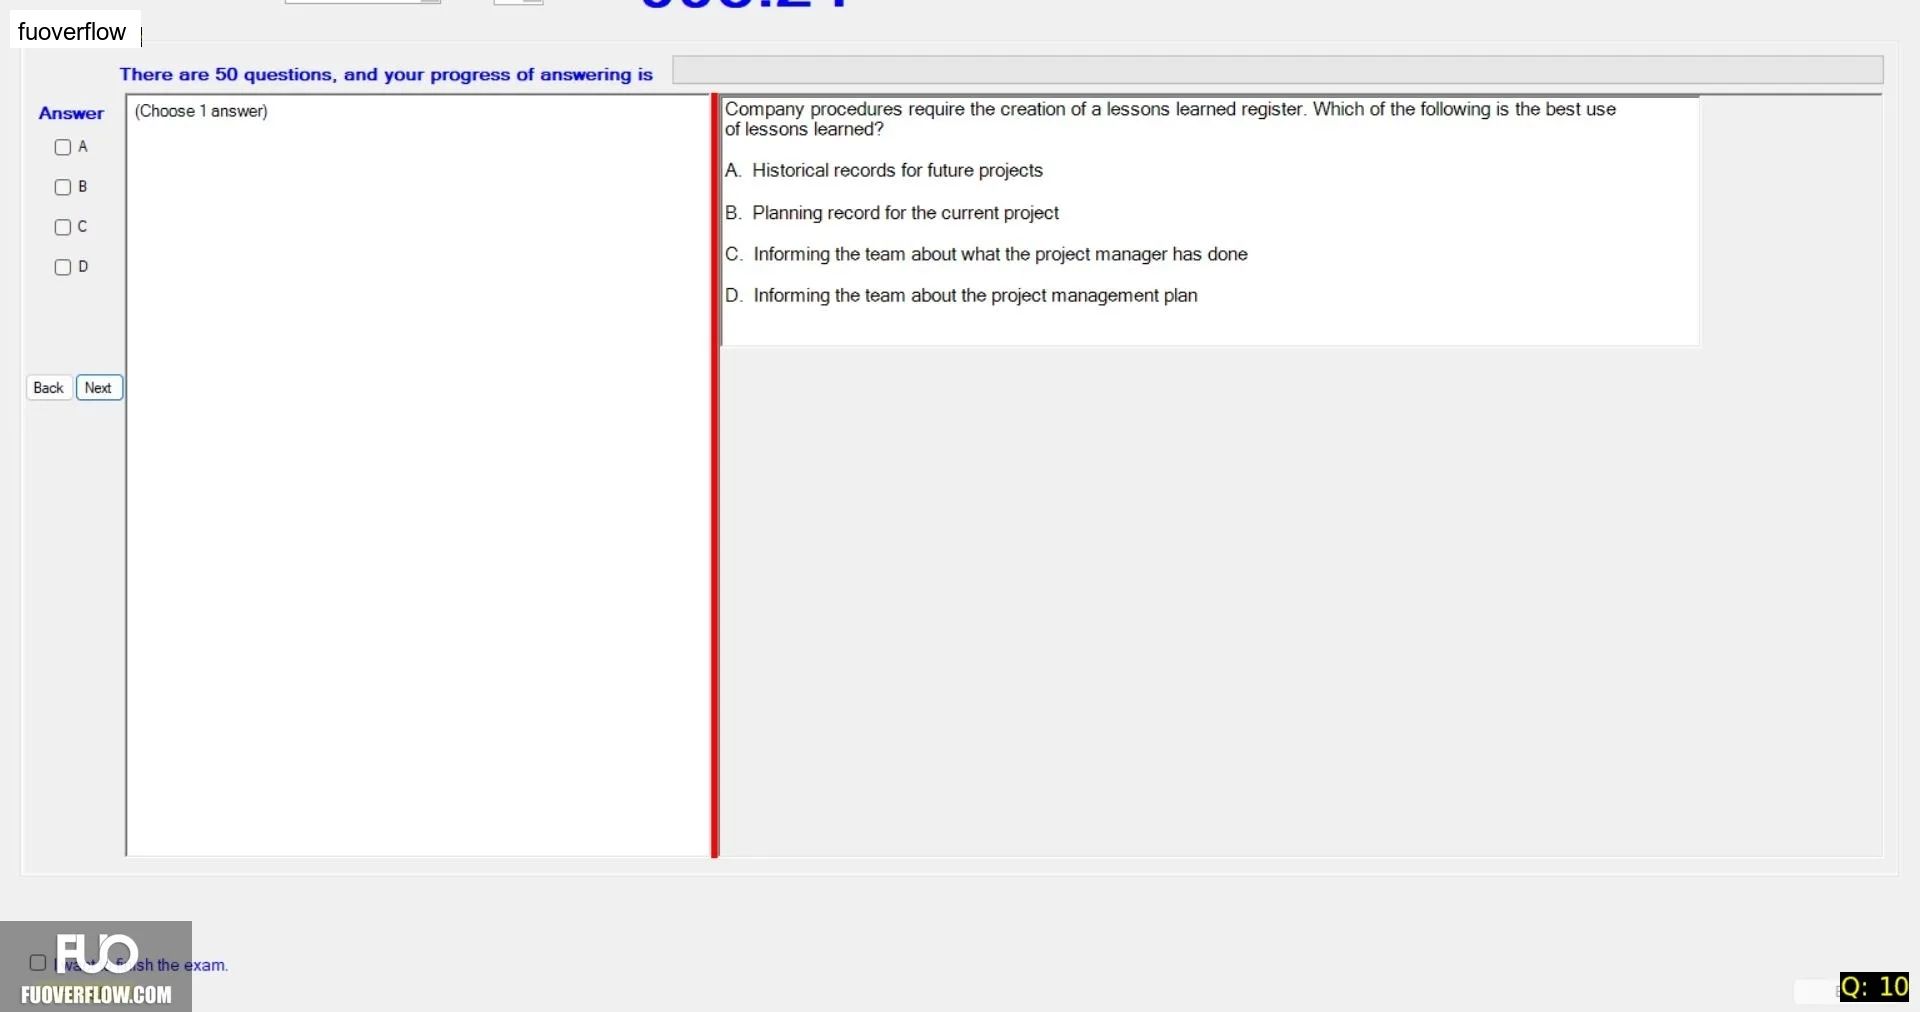 fuoverflow
There are 50 questions, and your progress of answering is
Answer
(Choose 1 answer)
A
B
C
D
Back Next
Company procedures require the creation of a lessons learned register. Which of the following is the best use
of lessons learned?
A. Historical records for future projects
B. Planning record for the current project
C. Informing the team about what the project manager has done
D. Informing the team about the project management plan
FUO
I want to finish the exam.
FUOVERFLOW.COM
Q: 10